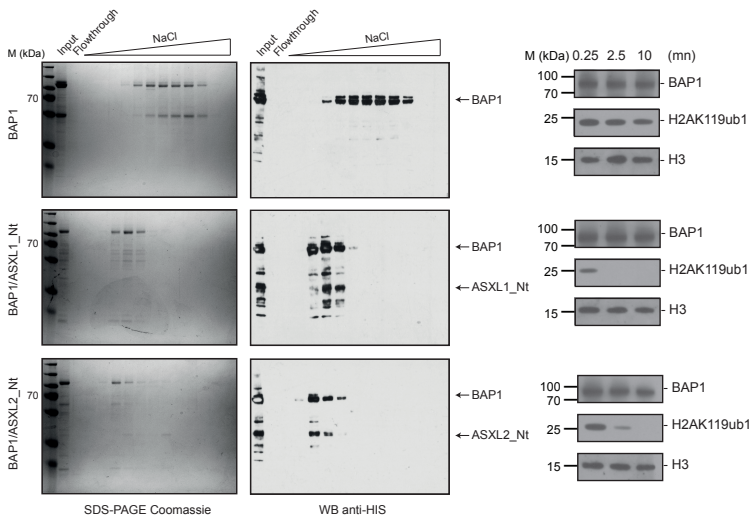 NaCl
NaCl
Input
Flowthrough
Input
Flowthrough
M (kDa)
M (kDa) 0.25 2.5 10 (mn)
BAP1
70
←BAP1
100
70
-BAP1
25
-H2AK119ub1
15
-H3
BAP1/ASXL1_Nt
70
←BAP1
←ASXL1_Nt
100
70
-BAP1
25
-H2AK119ub1
15
-H3
BAP1/ASXL2_Nt
70
←BAP1
←ASXL2_Nt
100
70
-BAP1
25
-H2AK119ub1
15
-H3
SDS-PAGE Coomassie
WB anti-HIS